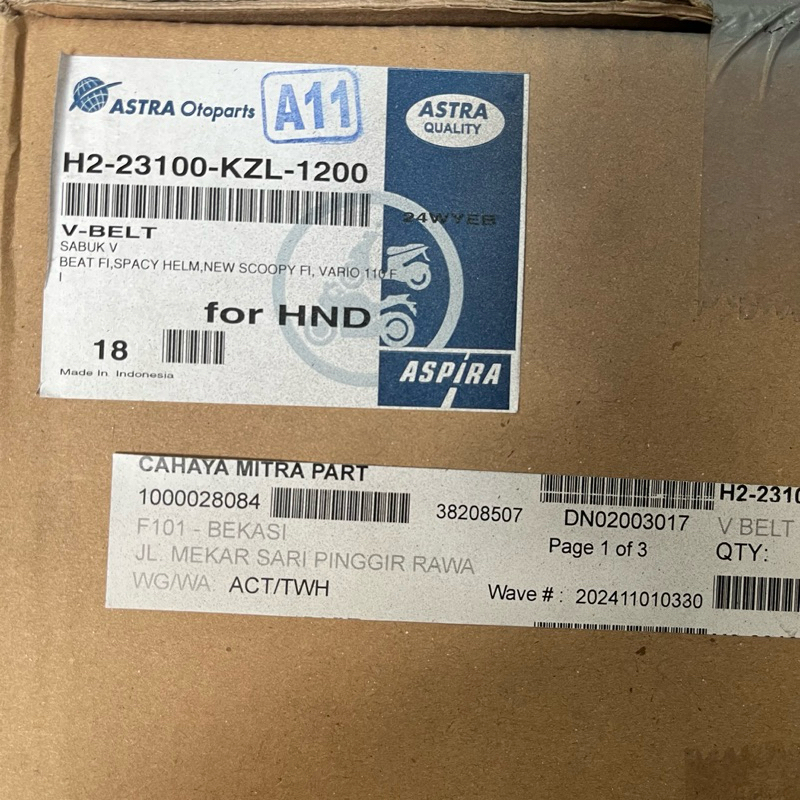 ASTRA Otoparts
A11
ASTRA
QUALITY
H2-23100-KZL-1200
24WYEB
V-BELT
SABUK V
BEAT FI,SPACY HELM,NEW SCOOPY FI, VARIO 110 F
I
for HND
18
Made In Indonesia
ASPIRA
CAHAYA MITRA PART
1000028084
38208507
F101 - BEKASI
JL. MEKAR SARI PINGGIR RAWA
WG/WA ACT/TWH
DN02003017
Page 1 of 3
Wave # : 202411010330
H2-2310
V BELT
QTY: